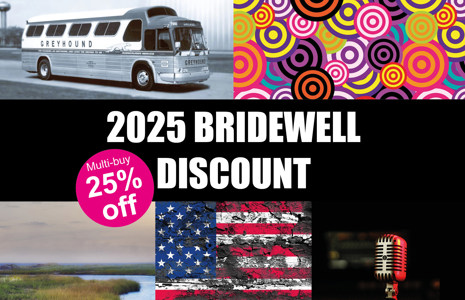 GREYHOUND
GREYHOUND
2025 BRIDEWELL
DISCOUNT
Multi-buy
25%
off